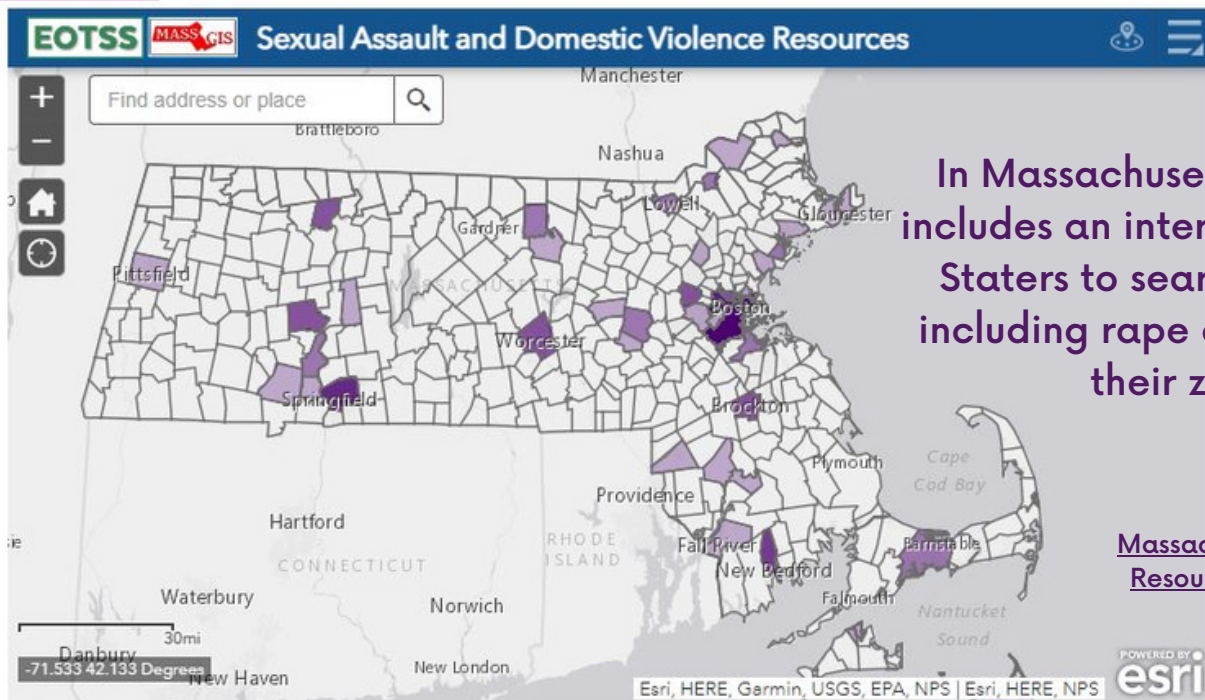 EOTSS MASS GIS Sexual Assault and Domestic Violence Resources
+
Find address or place
−
Manchester
Brattleboro
Nashua
Lowell
Gloucester
Gardner
Pittsfield
MASSACHUSETTS
Boston
Worcester
Springfield
Brockton
Plymouth
Cape
Cod Bay
Providence
Hartford
RHODE
ISLAND
CONNECTICUT
Fall River
Barnstable
New Bedford
Waterbury
Norwich
Falmouth
Nantucket
Sound
30mi
Danbury
-71.533 42.133 Degrees
New Haven
New London
Esri, HERE, Garmin, USGS, EPA, NPS | Esri, HERE, NPS
POWERED BY
esri
In Massachuse
includes an inter
Staters to sear
including rape
their z
Massac
Resou